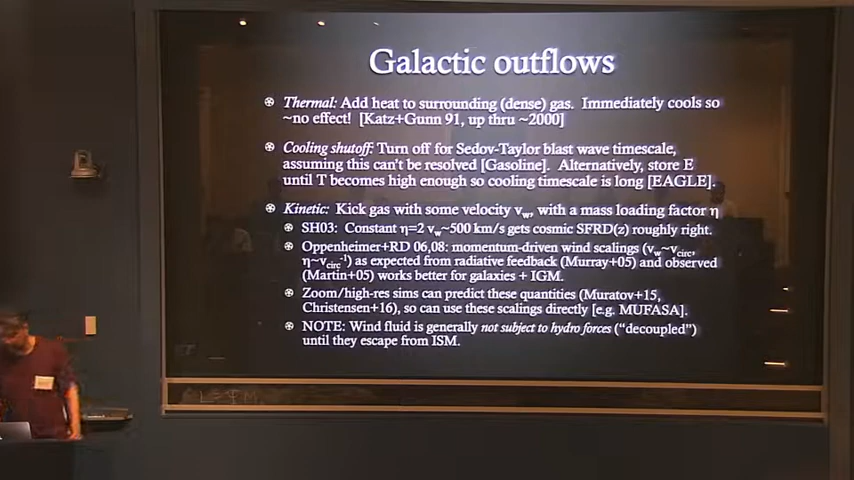 Galactic outflows
Thermal: Add heat to surrounding (dense) gas. Immediately cools so
~no effect! [Katz+Gunn 91, up thru ~2000]
Cooling shutoff: Turn off for Sedov-Taylor blast wave timescale,
assuming this can't be resolved [Gasoline]. Alternatively, store E
until T becomes high enough so cooling timescale is long [EAGLE].
Kinetic: Kick gas with some velocity vw, with a mass loading factor η
SH03: Constant η=2 vw~500 km/s gets cosmic SFRD(z) roughly right.
Oppenheimer+RD 06,08: momentum-driven wind scalings (vw~vcirc,
η~vcirc⁻¹) as expected from radiative feedback (Murray+05) and observed
(Martin+05) works better for galaxies + IGM.
Zoom/high-res sims can predict these quantities (Muratov+15,
Christensen+16), so can use these scalings directly [e.g. MUFASA].
NOTE: Wind fluid is generally not subject to hydro forces ("decoupled")
until they escape from ISM.